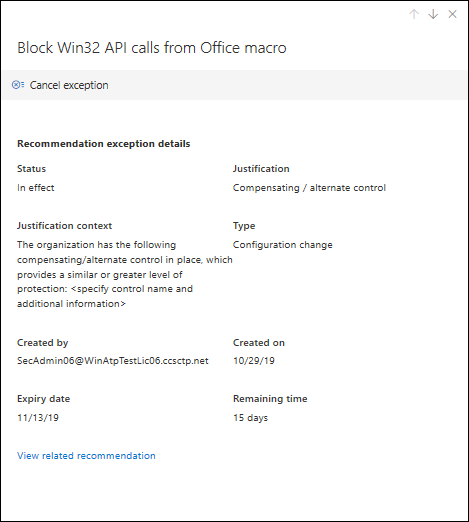 Block Win32 API calls from Office macro
Cancel exception
Recommendation exception details
Status
Justification
In effect
Compensating / alternate control
Justification context
Type
The organization has the following
Configuration change
compensating/alternate control in place, which
provides a similar or greater level of
protection: <specify control name and
additional information>
Created by
Created on
SecAdmin06@WinAtpTestLic06.ccsctp.net
10/29/19
Expiry date
Remaining time
11/13/19
15 days
View related recommendation